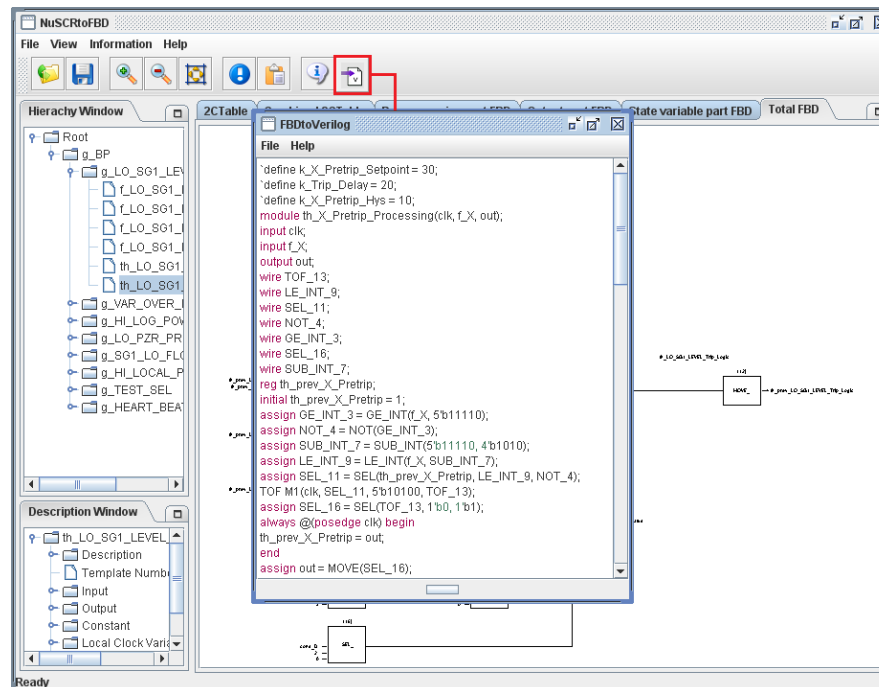 NuSCRtoFBD
File View Information Help
Hierachy Window
2CTable
State variable part FBD
Total FBD
Root
g_BP
g_LO_SG1_LEV
f_LO_SG1_
f_LO_SG1_
f_LO_SG1_
f_LO_SG1_
th_LO_SG1_
th_LO_SG1_
g_VAR_OVER_
g_HI_LOG_POW
g_LO_PZR_PR
g_SG1_LO_FLO
g_HI_LOCAL_P
g_TEST_SEL
g_HEART_BEA
FBDtoVerilog
File Help
`define k_X_Pretrip_Setpoint = 30;
`define k_Trip_Delay = 20;
`define k_X_Pretrip_Hys = 10;
module th_X_Pretrip_Processing(clk, f_X, out);
input clk;
input f_X;
output out;
wire TOF_13;
wire LE_INT_9;
wire SEL_11;
wire NOT_4;
wire GE_INT_3;
wire SEL_16;
wire SUB_INT_7;
reg th_prev_X_Pretrip;
initial th_prev_X_Pretrip = 1;
assign GE_INT_3 = GE_INT(f_X, 5'b11110);
assign NOT_4 = NOT(GE_INT_3);
assign SUB_INT_7 = SUB_INT(5'b11110, 4'b1010);
assign LE_INT_9 = LE_INT(f_X, SUB_INT_7);
assign SEL_11 = SEL(th_prev_X_Pretrip, LE_INT_9, NOT_4);
TOF M1(clk, SEL_11, 5'b10100, TOF_13);
assign SEL_16 = SEL(TOF_13, 1'b0, 1'b1);
always @(posedge clk) begin
th_prev_X_Pretrip = out;
end
assign out = MOVE(SEL_16);
MOVE_
SEL_
Description Window
th_LO_SG1_LEVEL_
Description
Template Numb
Input
Output
Constant
Local Clock Varia
Ready